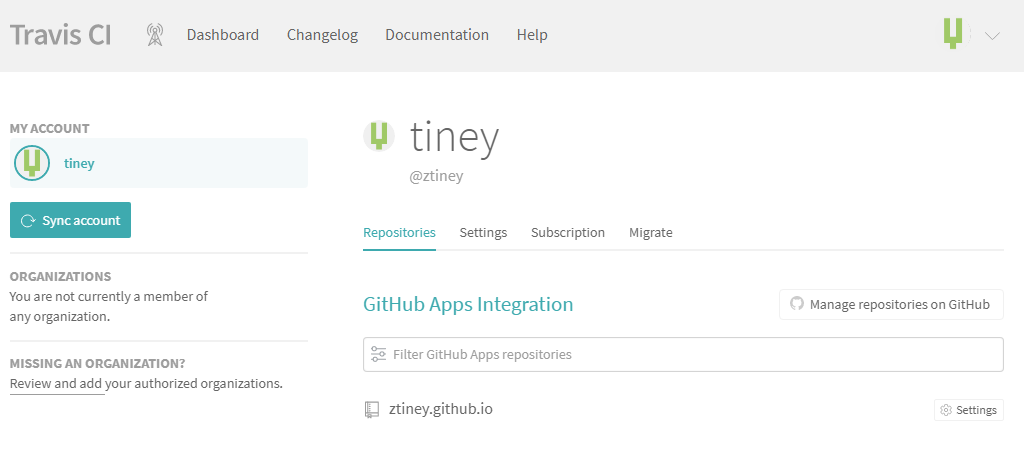 Travis CI Dashboard Changelog Documentation Help
MY ACCOUNT
tiney
Sync account
ORGANIZATIONS
You are not currently a member of
any organization.
MISSING AN ORGANIZATION?
Review and add your authorized organizations.
tiney
@ztiney
Repositories Settings Subscription Migrate
GitHub Apps Integration Manage repositories on GitHub
Filter GitHub Apps repositories
ztiney.github.io Settings